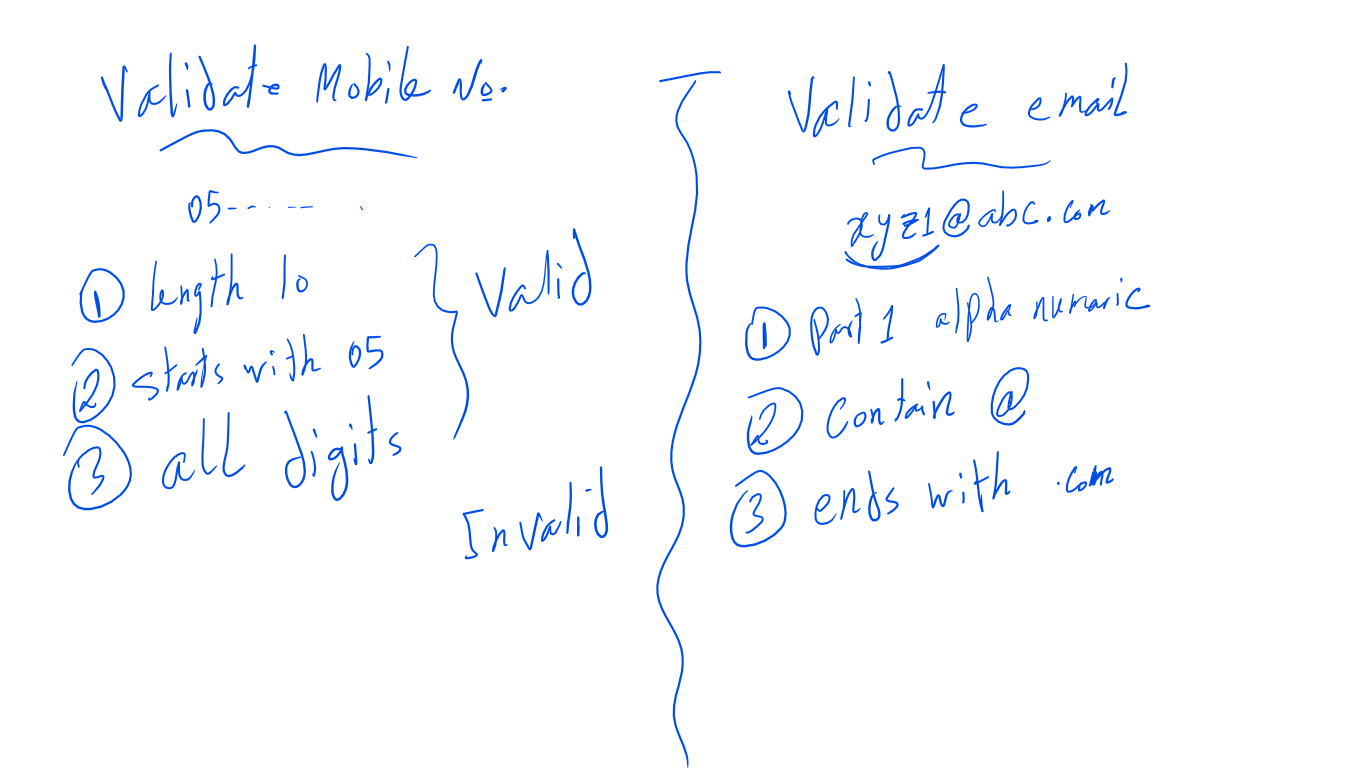 Validate Mobile No.
05-- - -- .
① length 10
② starts with 05
③ all digits
Valid
Invalid
Validate email
xyz1@abc.com
① Part 1 alpha numaric
② Contain @
③ ends with .com